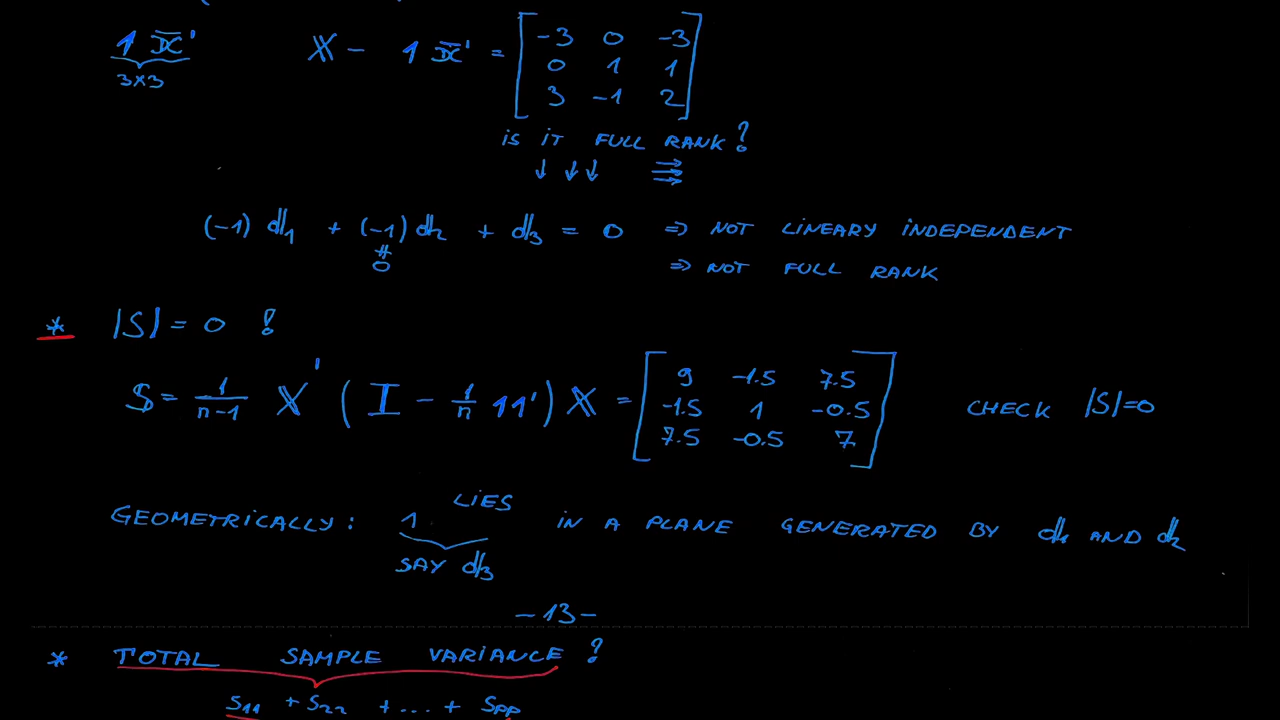 1 x̄' X - 1 x̄' = [ -3 0 -3
3×3 0 1 1
3 -1 2 ]
IS IT FULL RANK?
↓ ↓↓ ⇒
(-1) d1 + (-1) d2 + d3 = 0 ⇒ NOT LINEARY INDEPENDENT
≠ 0 ⇒ NOT FULL RANK
* |S| = 0 !
S = 1/(n-1) X' ( I - 1/n 11' ) X = [ 9 -1.5 7.5
-1.5 1 -0.5 CHECK |S|=0
7.5 -0.5 7 ]
GEOMETRICALLY: 1 LIES IN A PLANE GENERATED BY d1 AND d2
SAY d3
-13-
* TOTAL SAMPLE VARIANCE?
S11 + S22 + ... + Spp